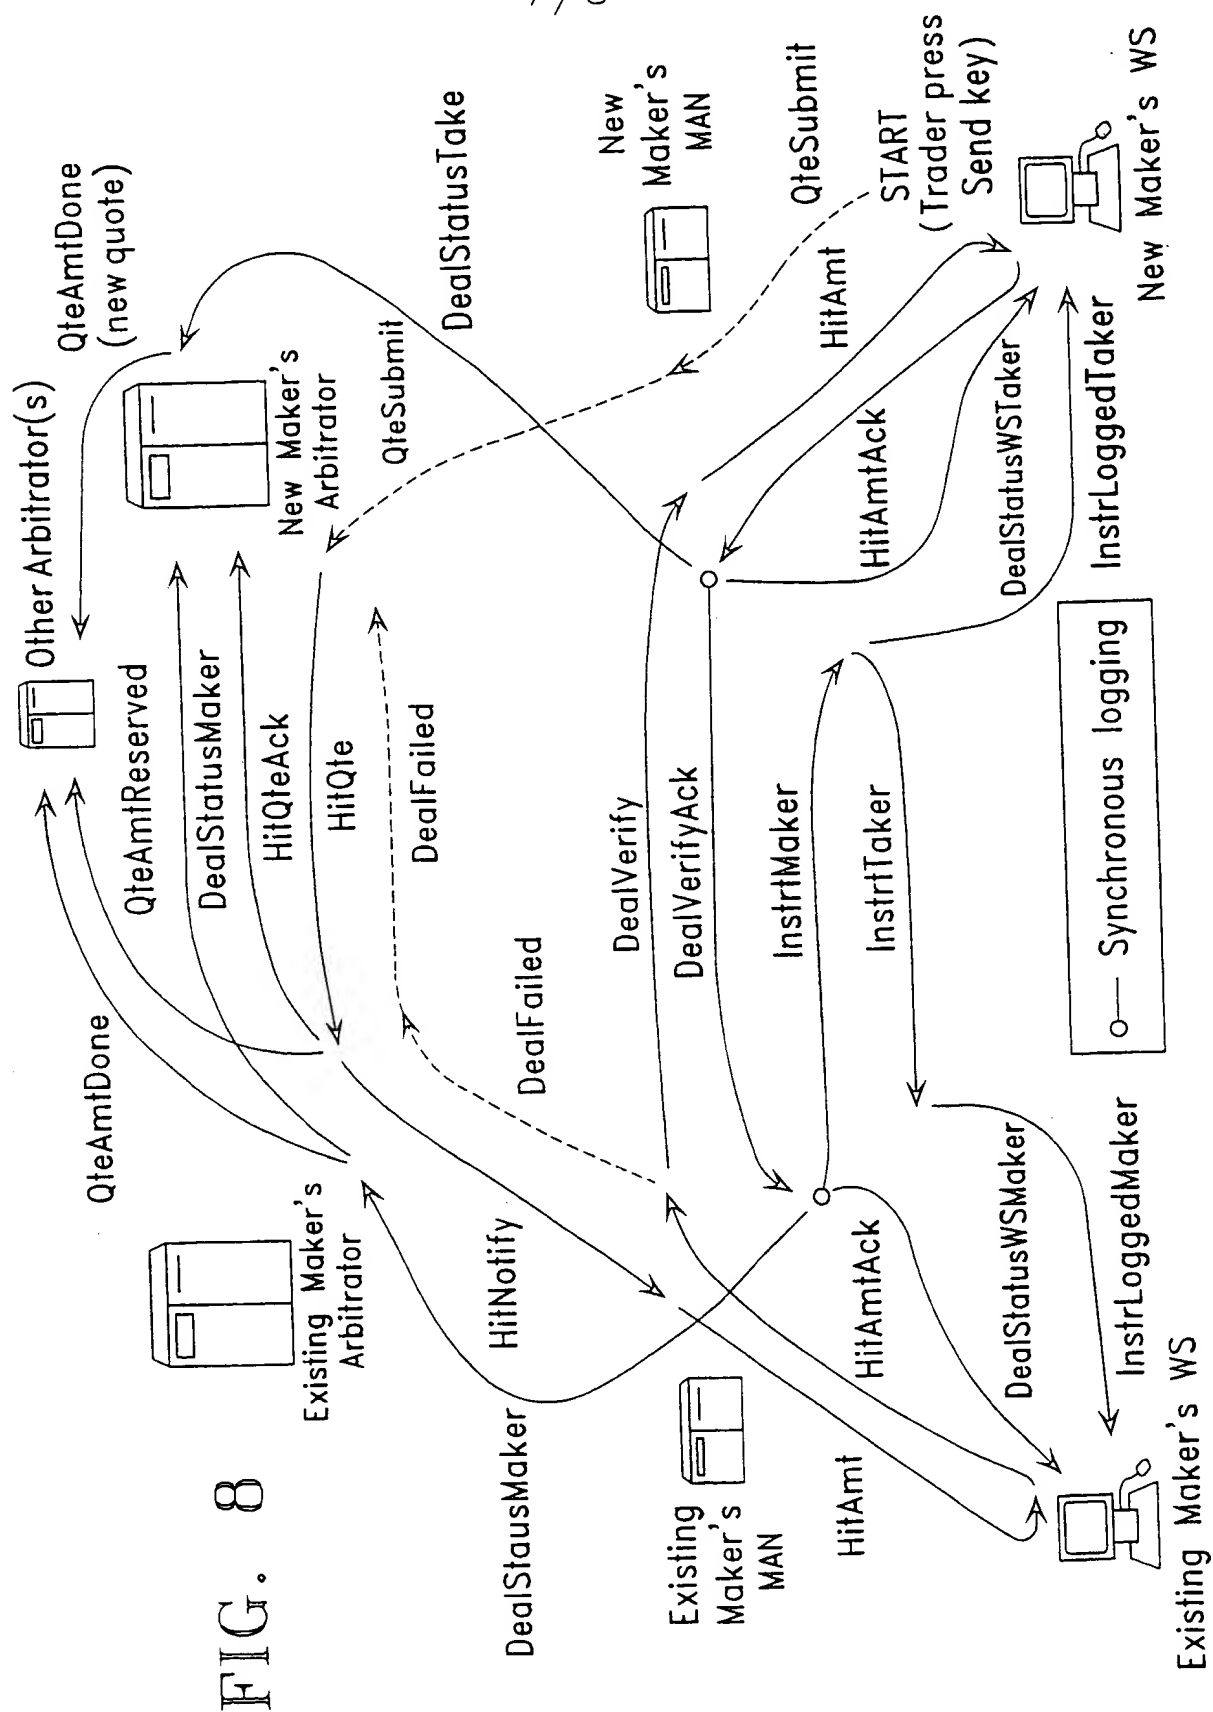 FIG. 8
Other Arbitrator(s)
QteAmtDone
(new quote)
QteAmtDone
QteAmtReserved
DealStatusMaker
HitQteAck
HitQte
New Maker's
Arbitrator
QteSubmit
DealStatusTake
Existing Maker's
Arbitrator
DealFailed
DealFailed
HitNotify
DealStausMaker
New
Maker's
MAN
QteSubmit
START
(Trader press
Send key)
DealVerify
DealVerifyAck
Existing
Maker's
MAN
InstrtMaker
InstrtTaker
HitAmt
HitAmtAck
HitAmt
HitAmtAck
DealStatusWSTaker
InstrLoggedTaker
DealStatusWSMaker
InstrLoggedMaker
Synchronous logging
Existing Maker's WS
New Maker's WS